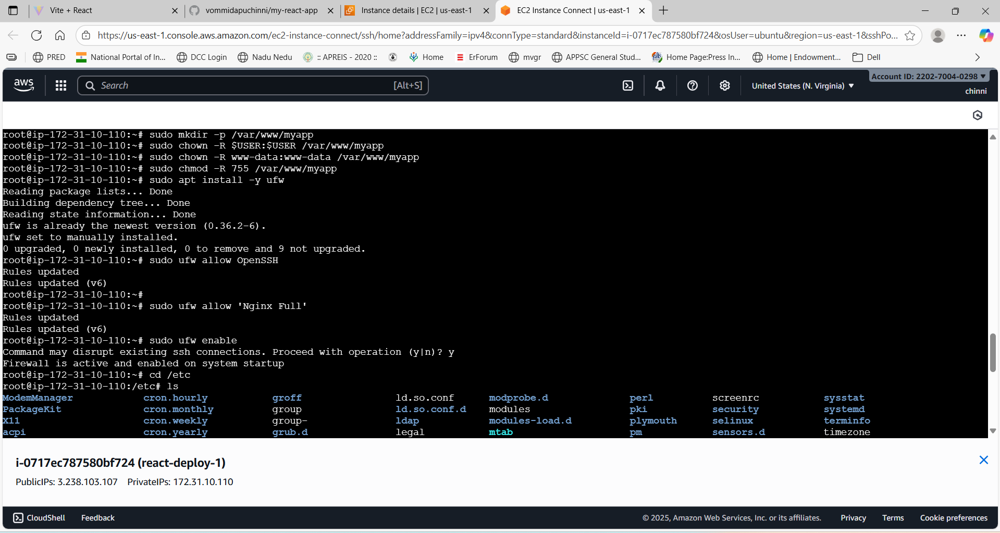 Vite + React
vommidapuchinni/my-react-app
Instance details | EC2 | us-east-1
EC2 Instance Connect | us-east-1
https://us-east-1.console.aws.amazon.com/ec2-instance-connect/ssh/home?addressFamily=ipv4&connType=standard&instanceId=i-0717ec787580bf724&osUser=ubuntu&region=us-east-1&sshPo...
PRED
National Portal of In...
DCC Login
Nadu Nedu
:: APREIS - 2020 ::
Home
ErForum
mvgr
APPSC General Stud...
Home Page:Press In...
Home | Endowment...
Dell
aws
Search
[Alt+S]
United States (N. Virginia)
Account ID: 2202-7004-0298
chinni
root@ip-172-31-10-110:~# sudo mkdir -p /var/www/myapp
root@ip-172-31-10-110:~# sudo chown -R $USER:$USER /var/www/myapp
root@ip-172-31-10-110:~# sudo chown -R www-data:www-data /var/www/myapp
root@ip-172-31-10-110:~# sudo chmod -R 755 /var/www/myapp
root@ip-172-31-10-110:~# sudo apt install -y ufw
Reading package lists... Done
Building dependency tree... Done
Reading state information... Done
ufw is already the newest version (0.36.2-6).
ufw set to manually installed.
0 upgraded, 0 newly installed, 0 to remove and 9 not upgraded.
root@ip-172-31-10-110:~# sudo ufw allow OpenSSH
Rules updated
Rules updated (v6)
root@ip-172-31-10-110:~#
root@ip-172-31-10-110:~# sudo ufw allow 'Nginx Full'
Rules updated
Rules updated (v6)
root@ip-172-31-10-110:~# sudo ufw enable
Command may disrupt existing ssh connections. Proceed with operation (y|n)? y
Firewall is active and enabled on system startup
root@ip-172-31-10-110:~# cd /etc
root@ip-172-31-10-110:/etc# ls
ModemManager cron.hourly groff ld.so.conf modprobe.d perl screenrc sysstat
PackageKit cron.monthly group ld.so.conf.d modules pki security systemd
X11 cron.weekly group- ldap modules-load.d plymouth selinux terminfo
acpi cron.yearly grub.d legal mtab pm sensors.d timezone
i-0717ec787580bf724 (react-deploy-1)
PublicIPs: 3.238.103.107 PrivateIPs: 172.31.10.110
CloudShell
Feedback
© 2025, Amazon Web Services, Inc. or its affiliates.
Privacy
Terms
Cookie preferences